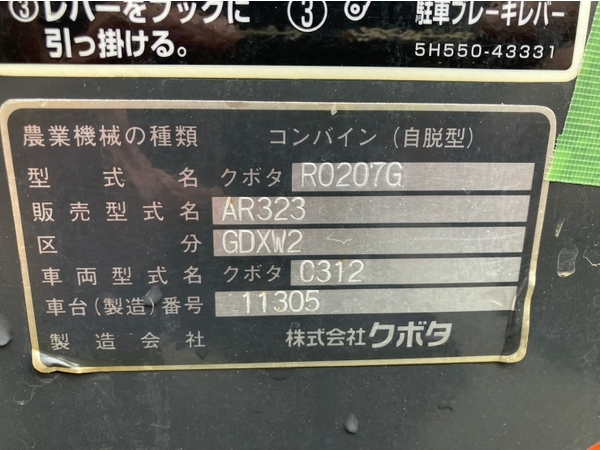 ③レバーをフックに
引っ掛ける。
③
駐車ブレーキレバー
5H550-43331
農業機械の種類 コンバイン(自脱型)
型式名 クボタ R0207G
販売型式名 AR323
区分 GDXW2
車両型式名 クボタ C312
車台(製造)番号 11305
製造会社 株式会社クボタ